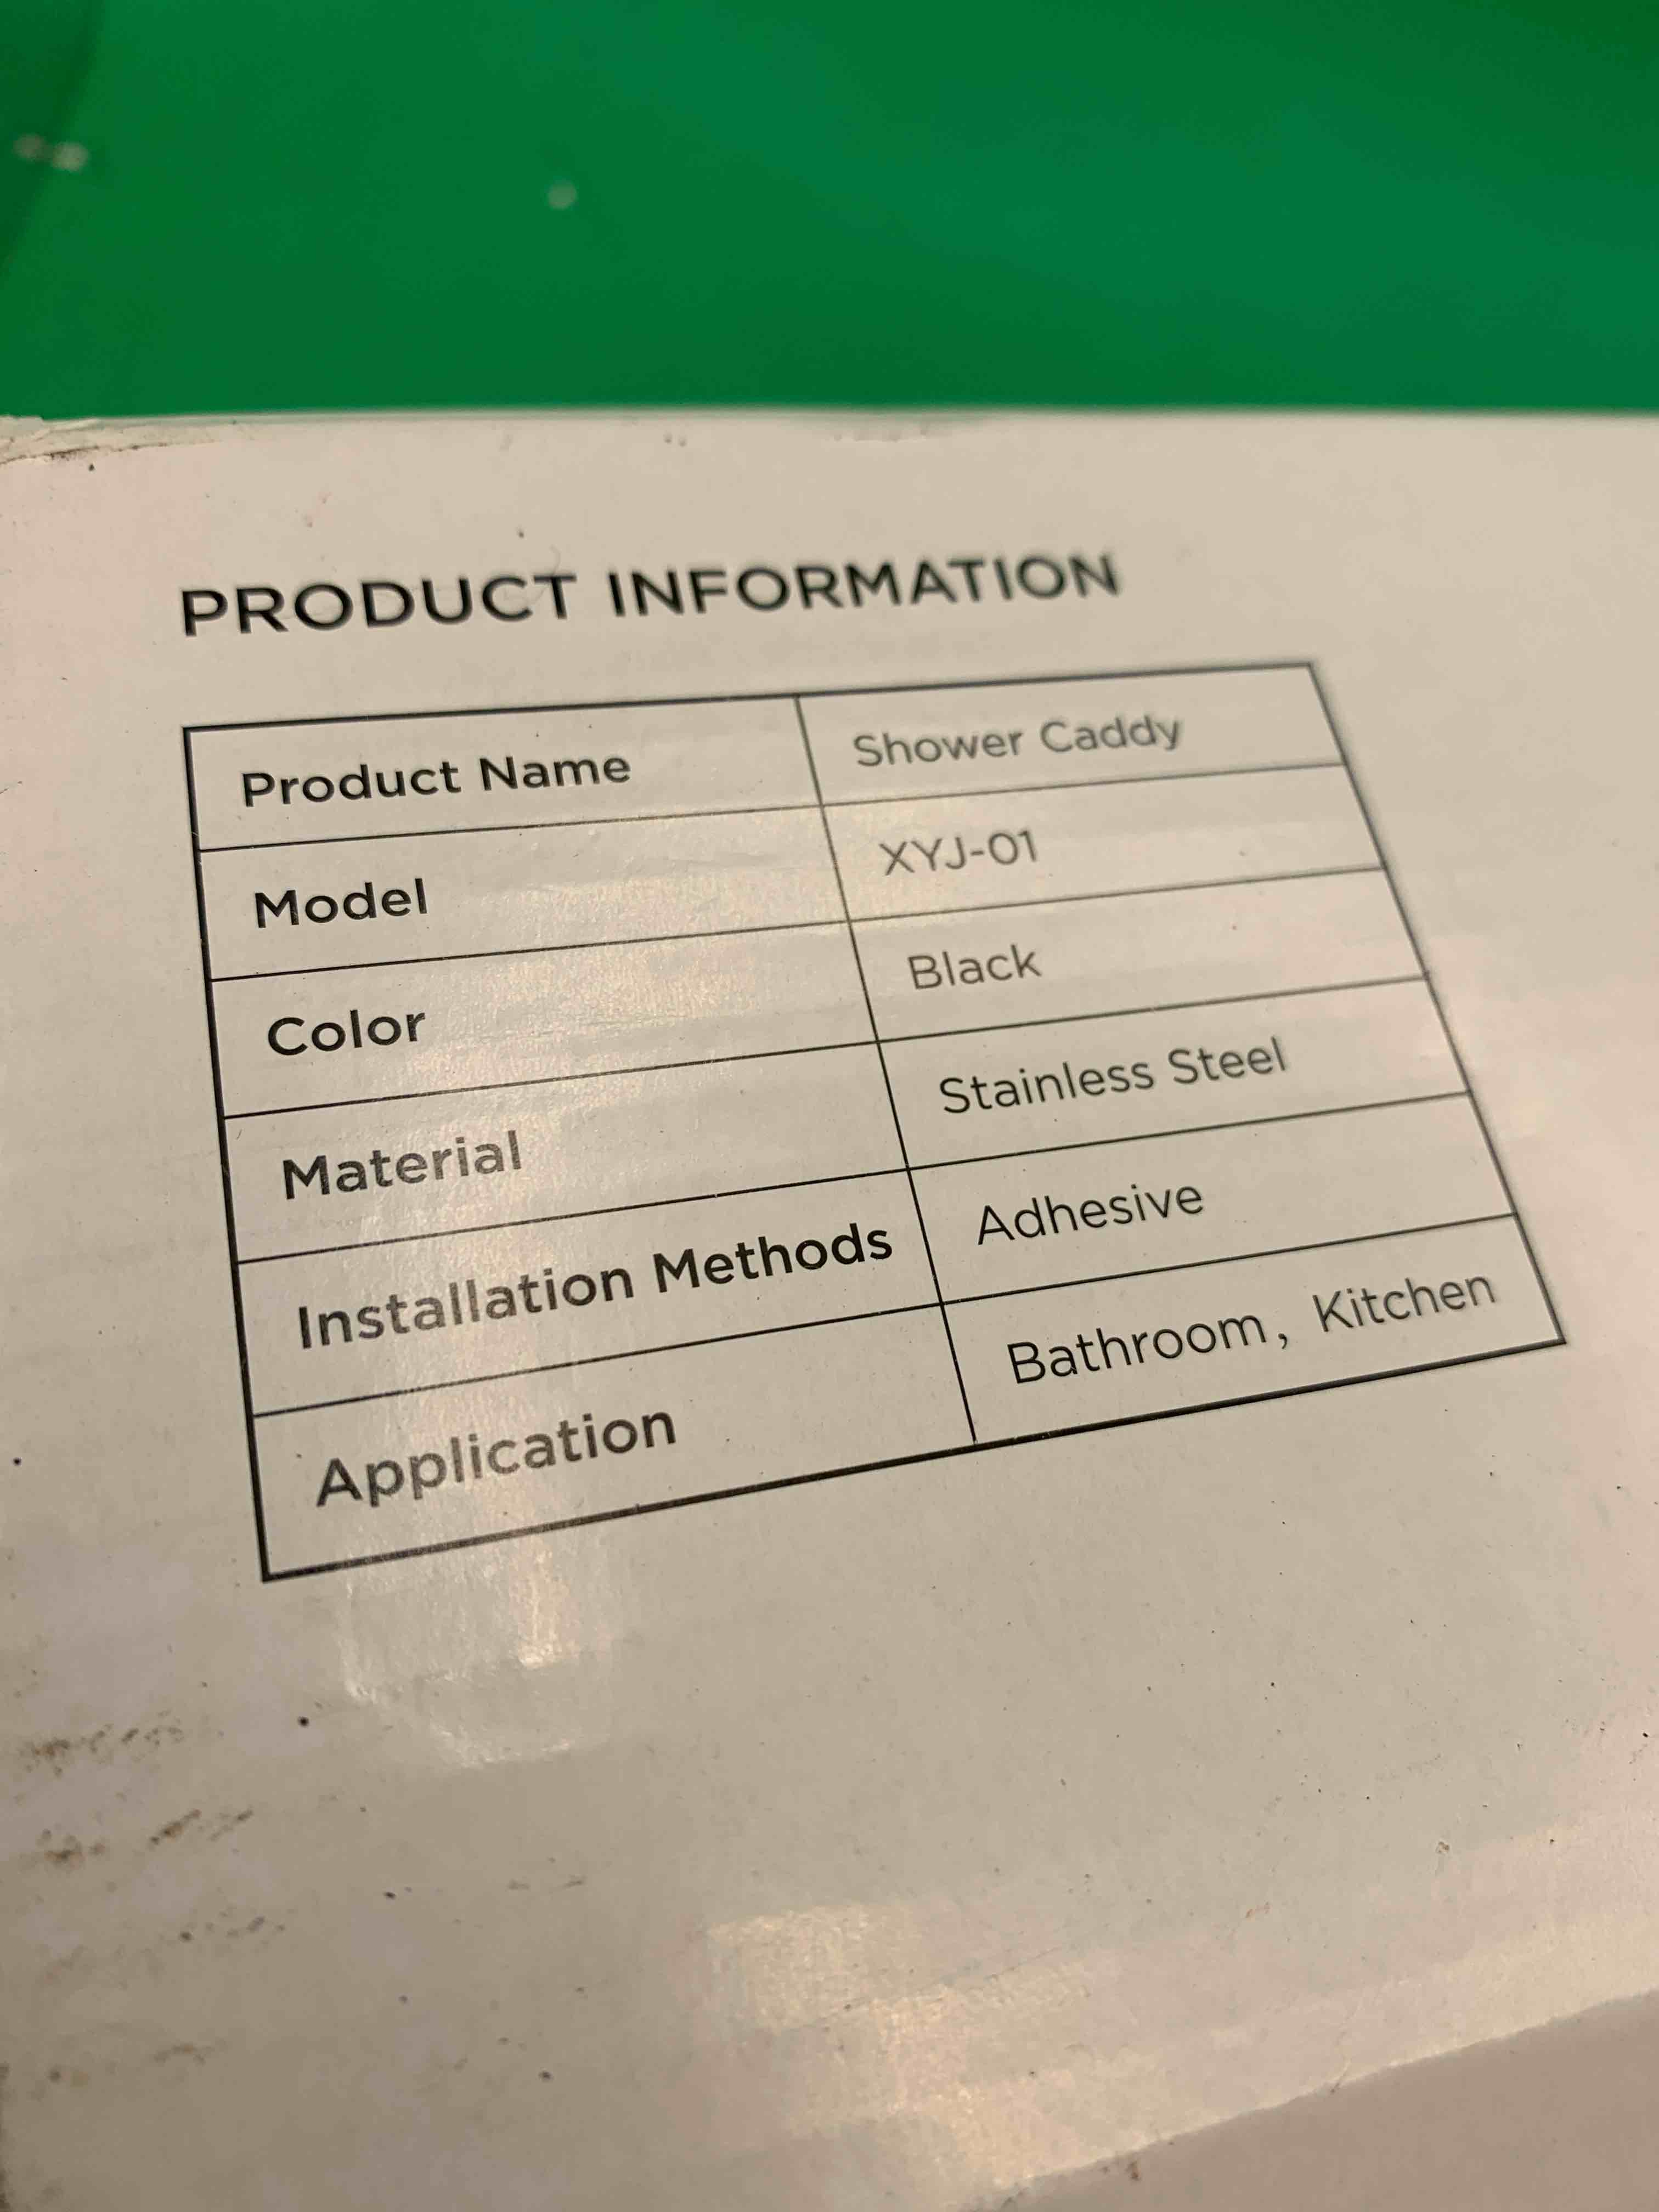 PRODUCT INFORMATION
Product Name Shower Caddy
Model XYJ-01
Color Black
Material Stainless Steel
Installation Methods Adhesive
Application Bathroom, Kitchen